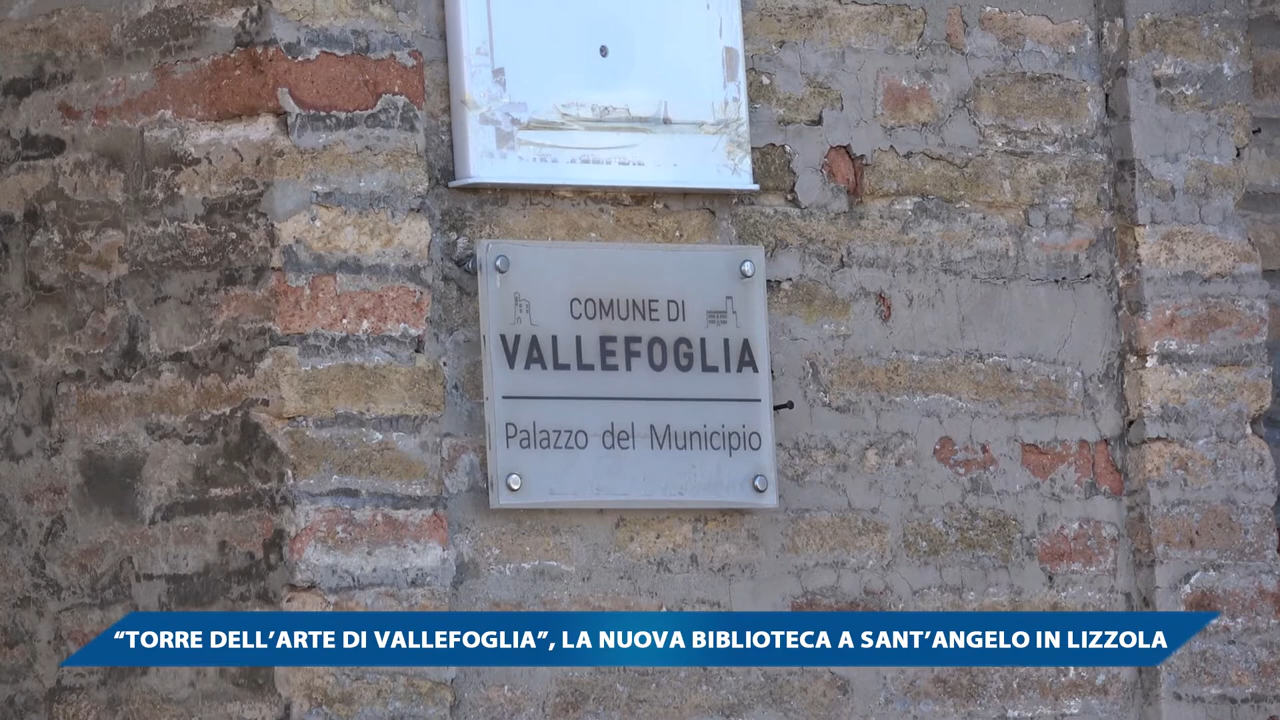 COMUNE DI
VALLEFOGLIA
Palazzo del Municipio
“TORRE DELL’ARTE DI VALLEFOGLIA”, LA NUOVA BIBLIOTECA A SANT’ANGELO IN LIZZOLA